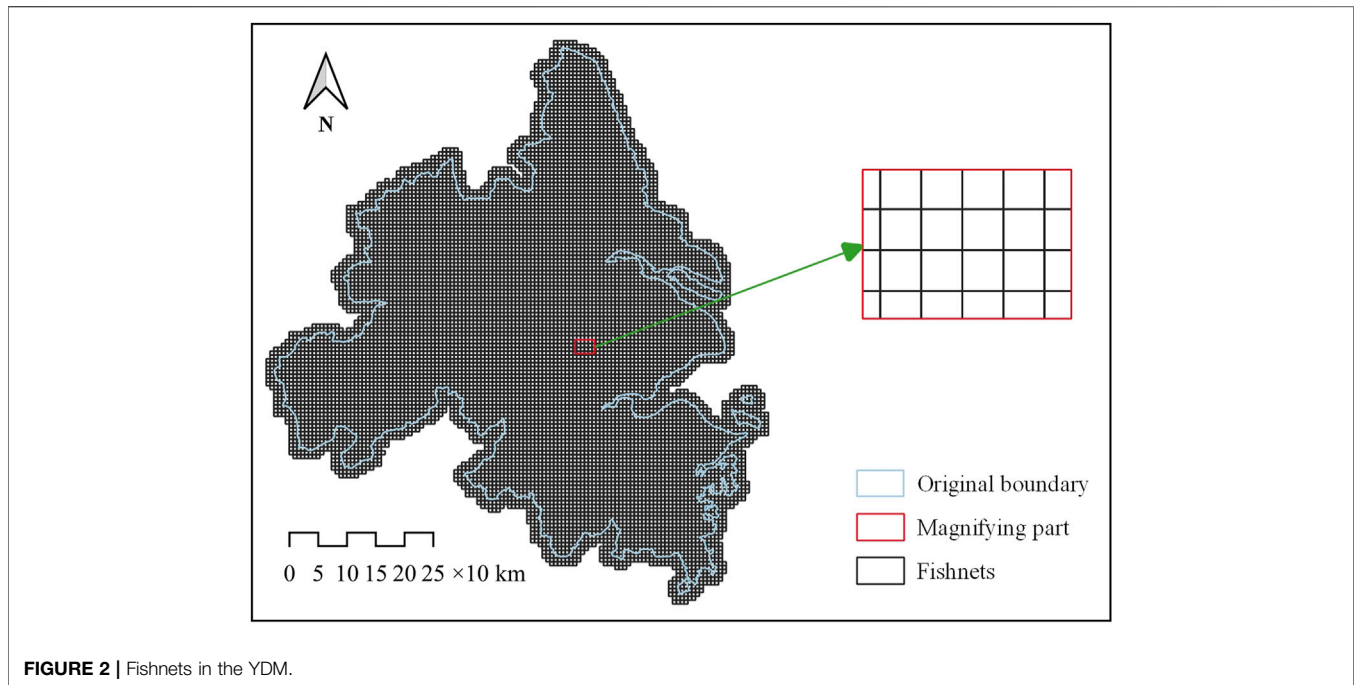 N
Original boundary
Magnifying part
Fishnets
0 5 10 15 20 25 ×10 km
FIGURE 2 | Fishnets in the YDM.